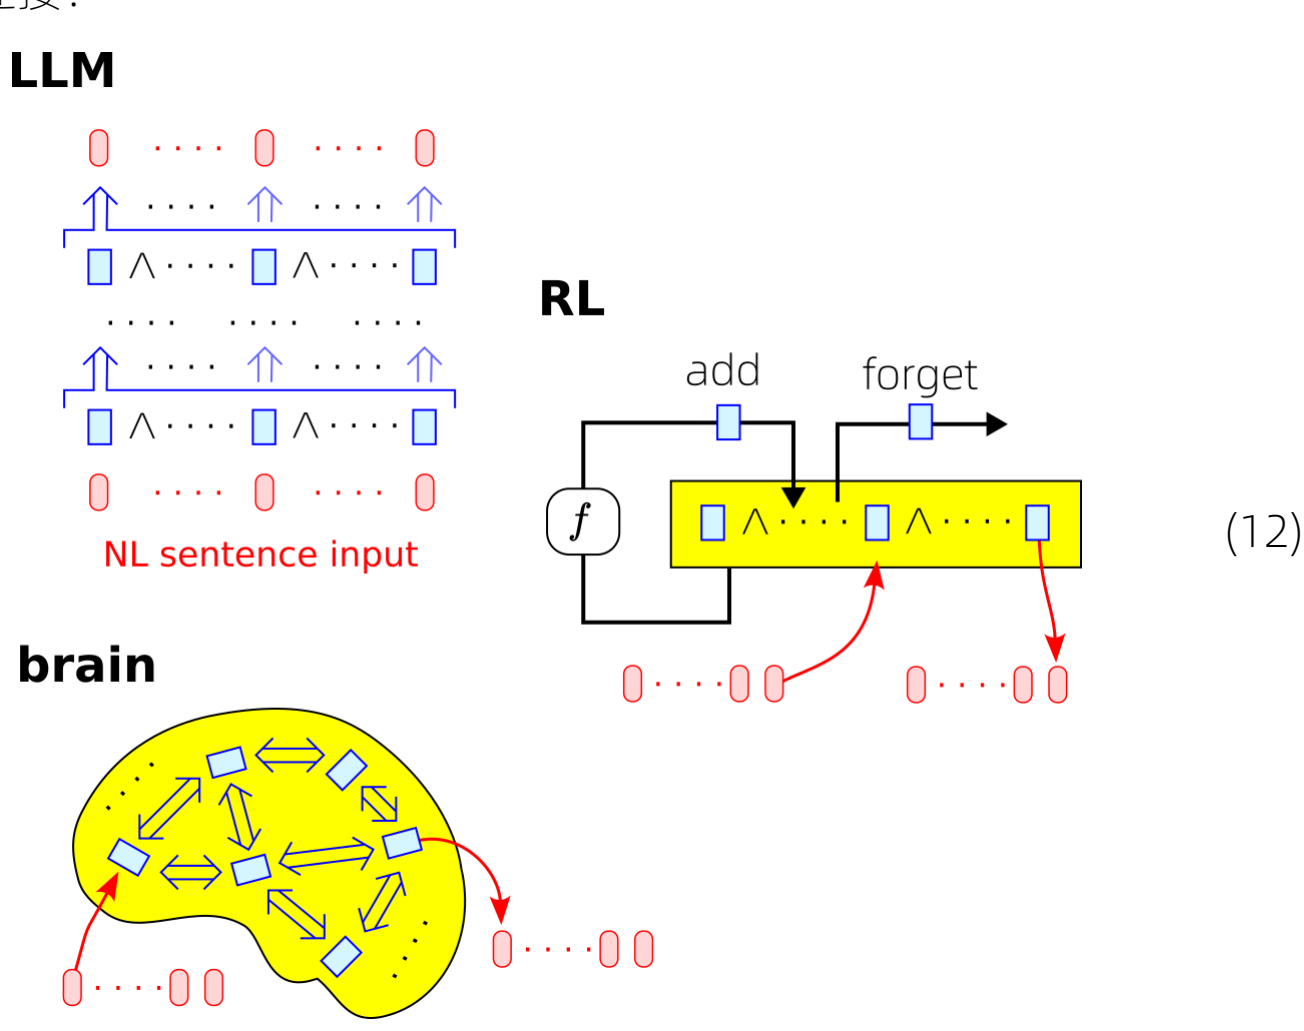 LLM
∧ ∧
∧ ∧
NL sentence input
RL
add forget
f
∧ ∧
(12)
brain